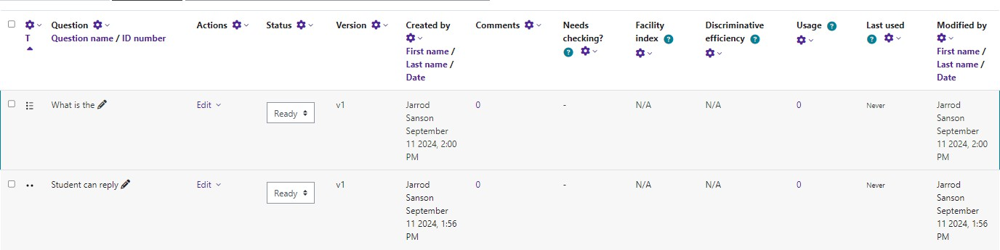 Question Actions Status Version Created by Comments Needs checking? Facility index Discriminative efficiency Usage Last used Modified by
T Question name / ID number First name / Last name / Date First name / Last name / Date
What is the Edit Ready v1 Jarrod Sanson September 11 2024, 2:00 PM 0 - N/A N/A 0 Never Jarrod Sanson September 11 2024, 2:00 PM
Student can reply Edit Ready v1 Jarrod Sanson September 11 2024, 1:56 PM 0 - N/A N/A 0 Never Jarrod Sanson September 11 2024, 1:56 PM